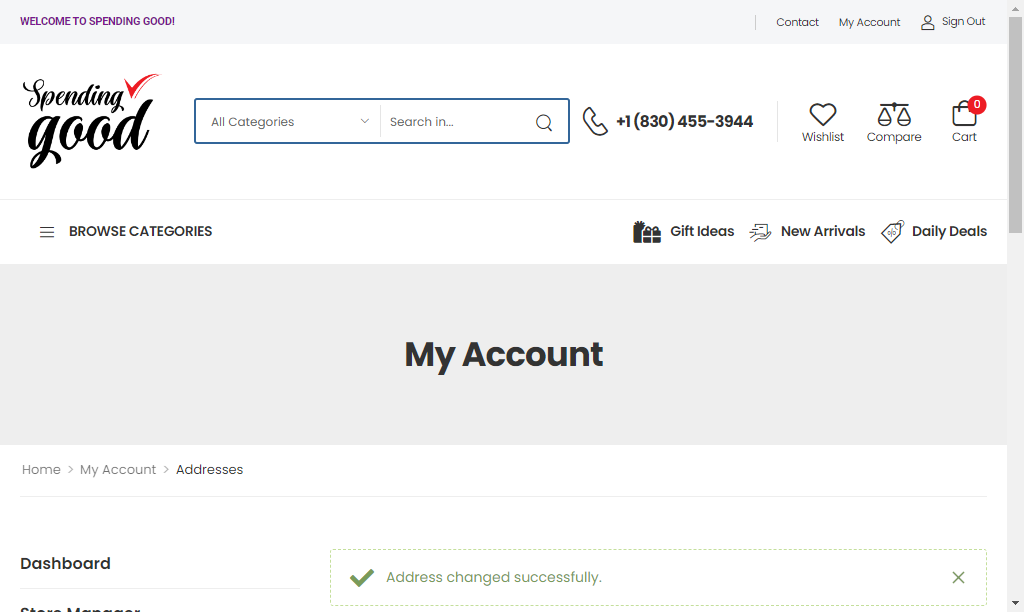 WELCOME TO SPENDING GOOD!
Contact
My Account
Sign Out
Spending
good
All Categories
Search in...
+1 (830) 455-3944
Wishlist
Compare
0
Cart
BROWSE CATEGORIES
Gift Ideas
New Arrivals
Daily Deals
My Account
Home > My Account > Addresses
Dashboard
Address changed successfully.
Store Manager